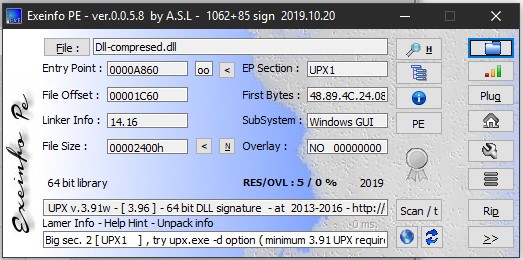 Exeinfo PE - ver.0.0.5.8 by A.S.L - 1062+85 sign 2019.10.20
File : Dll-compresed.dll H
Entry Point : 0000A860 oo < EP Section : UPX1
File Offset : 00001C60 First Bytes : 48.89.4C.24.08 Plug
Linker Info : 14.16 SubSystem : Windows GUI PE
File Size : 00002400h < N Overlay : NO 00000000
64 bit library RES/OVL : 5 / 0 % 2019
UPX v.3.91w - [ 3.96 ] - 64 bit DLL signature - at 2013-2016 - http:// Scan / t Rip
Lamer Info - Help Hint - Unpack info - 0 ms.
Big sec. 2 [ UPX1 ] , try upx.exe -d option ( minimum 3.91 UPX require >>
Exeinfo Pe